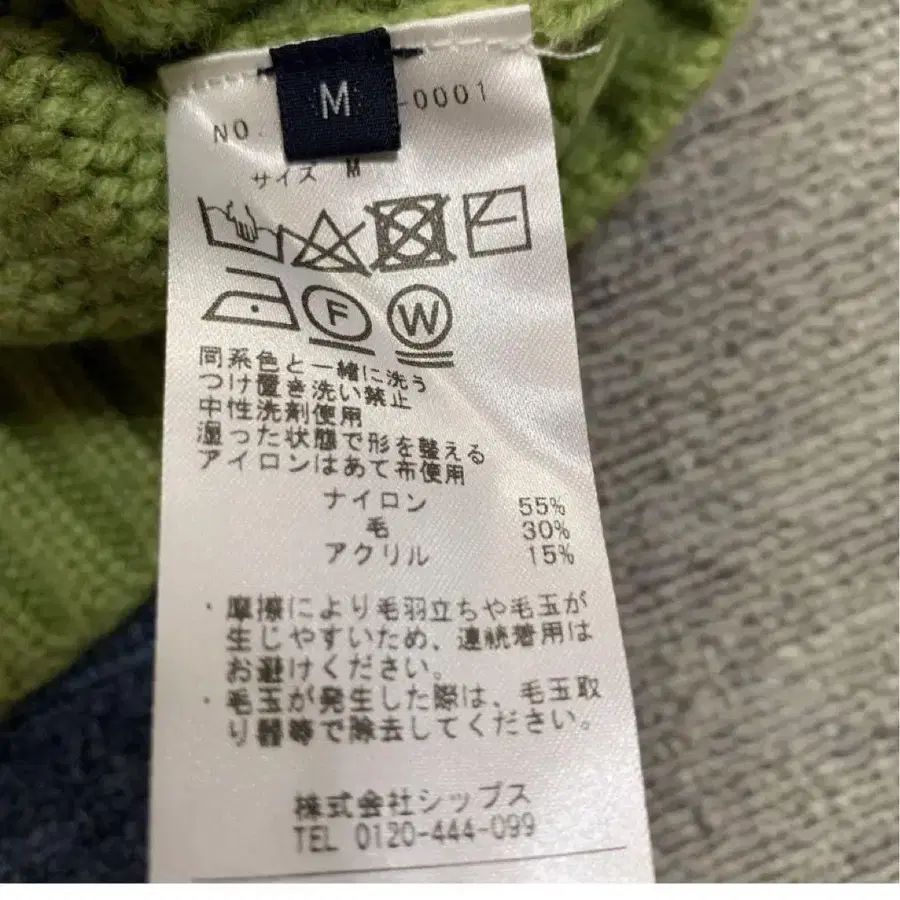 M
NO. -0001
サイズ M
F W
同系色と一緒に洗う
つけ置き洗い禁止
中性洗剤使用
湿った状態で形を整える
アイロンはあて布使用
ナイロン 55%
毛 30%
アクリル 15%
・摩擦により毛羽立ちや毛玉が
生じやすいため、連続着用は
お避けください。
・毛玉が発生した際は、毛玉取
り器等で除去してください。
株式会社シップス
TEL 0120-444-099